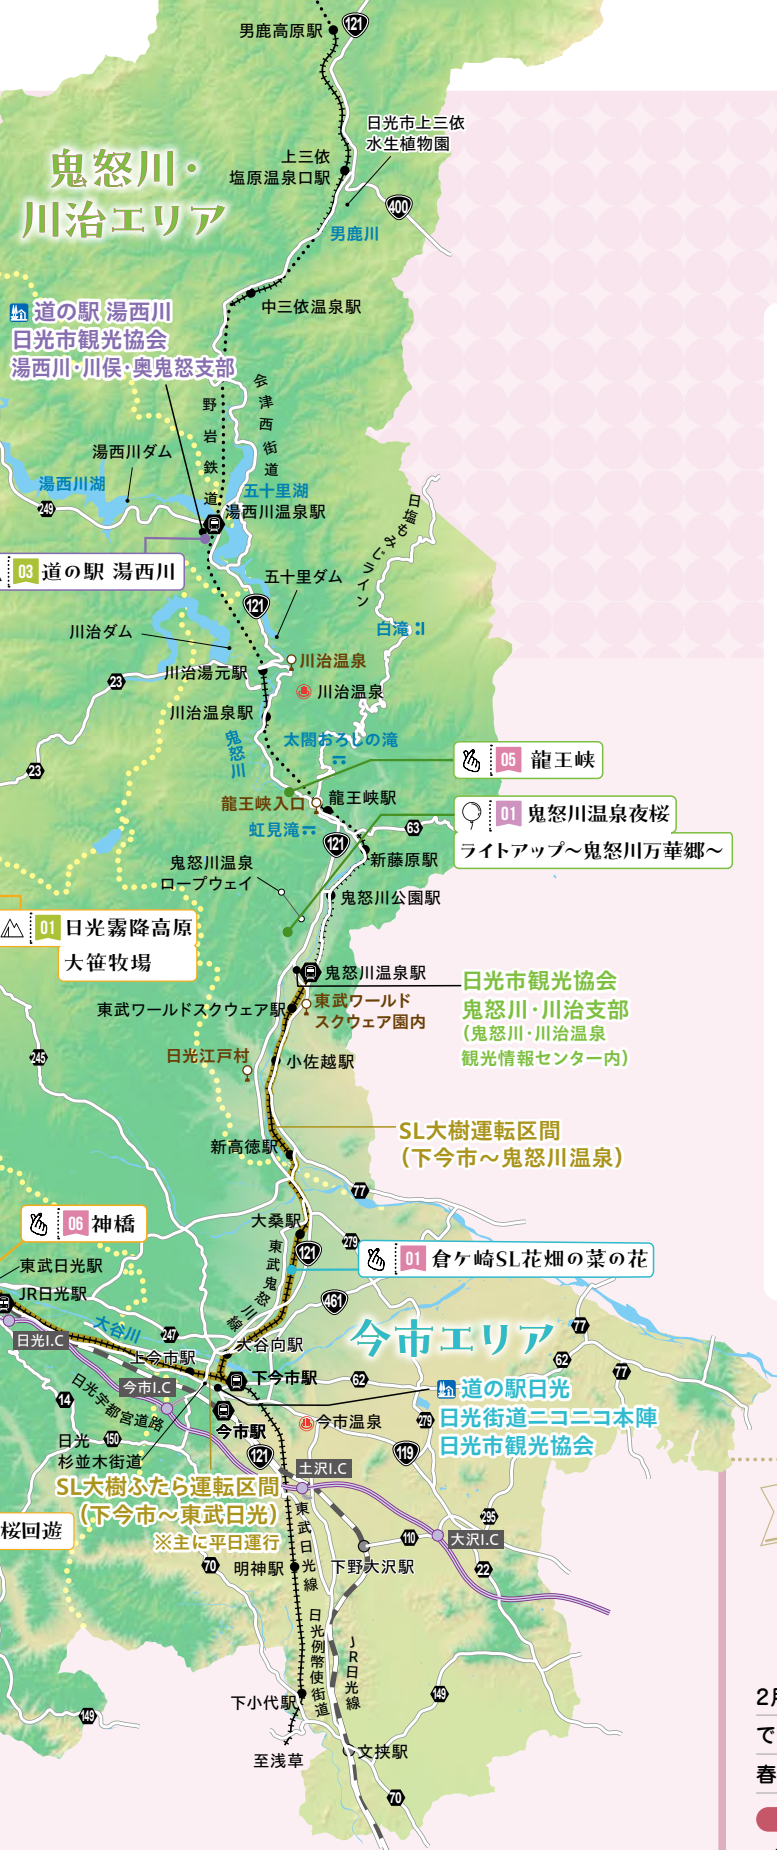 男鹿高原駅
121
日光市上三依
水生植物園
上三依
塩原温泉口駅
400
男鹿川
鬼怒川・
川治エリア
中三依温泉駅
道の駅 湯西川
日光市観光協会
湯西川・川俣・奥鬼怒支部
会津西街道
野岩鉄道
湯西川ダム
湯西川湖
249
五十里湖
湯西川温泉駅
日塩もみじライン
03 道の駅 湯西川
五十里ダム
121
川治ダム
白滝
川治湯元駅
川治温泉
川治温泉
23
川治温泉駅
鬼怒川
太閤おろしの滝
23
05 龍王峡
龍王峡入口
龍王峡駅
01 鬼怒川温泉夜桜
ライトアップ～鬼怒川万華郷～
虹見滝
63
121
新藤原駅
鬼怒川温泉
ロープウェイ
鬼怒川公園駅
01 日光霧降高原
大笹牧場
鬼怒川温泉駅
日光市観光協会
鬼怒川・川治支部
（鬼怒川・川治温泉
観光情報センター内）
東武ワールドスクウェア駅
東武ワールド
スクウェア園内
245
日光江戸村
小佐越駅
SL大樹運転区間
（下今市～鬼怒川温泉）
新高徳駅
77
06 神橋
大桑駅
279
121
東武鬼怒川線
01 倉ケ崎SL花畑の菜の花
東武日光駅
JR日光駅
461
日光I.C
大谷川
247
大谷向駅
今市エリア
77
上今市駅
62
77
今市I.C
下今市駅
62
道の駅日光
日光街道ニコニコ本陣
日光市観光協会
14
日光宇都宮道路
279
今市駅
今市温泉
日光
杉並木街道
150
121
119
土沢I.C
SL大樹ふたら運転区間
（下今市～東武日光）
※主に平日運行
295
東武日光線
桜回遊
110
大沢I.C
70
明神駅
下野大沢駅
22
日光例幣使街道
JR日光線
149
下小代駅
149
至浅草
文挟駅
70
2月
で
春